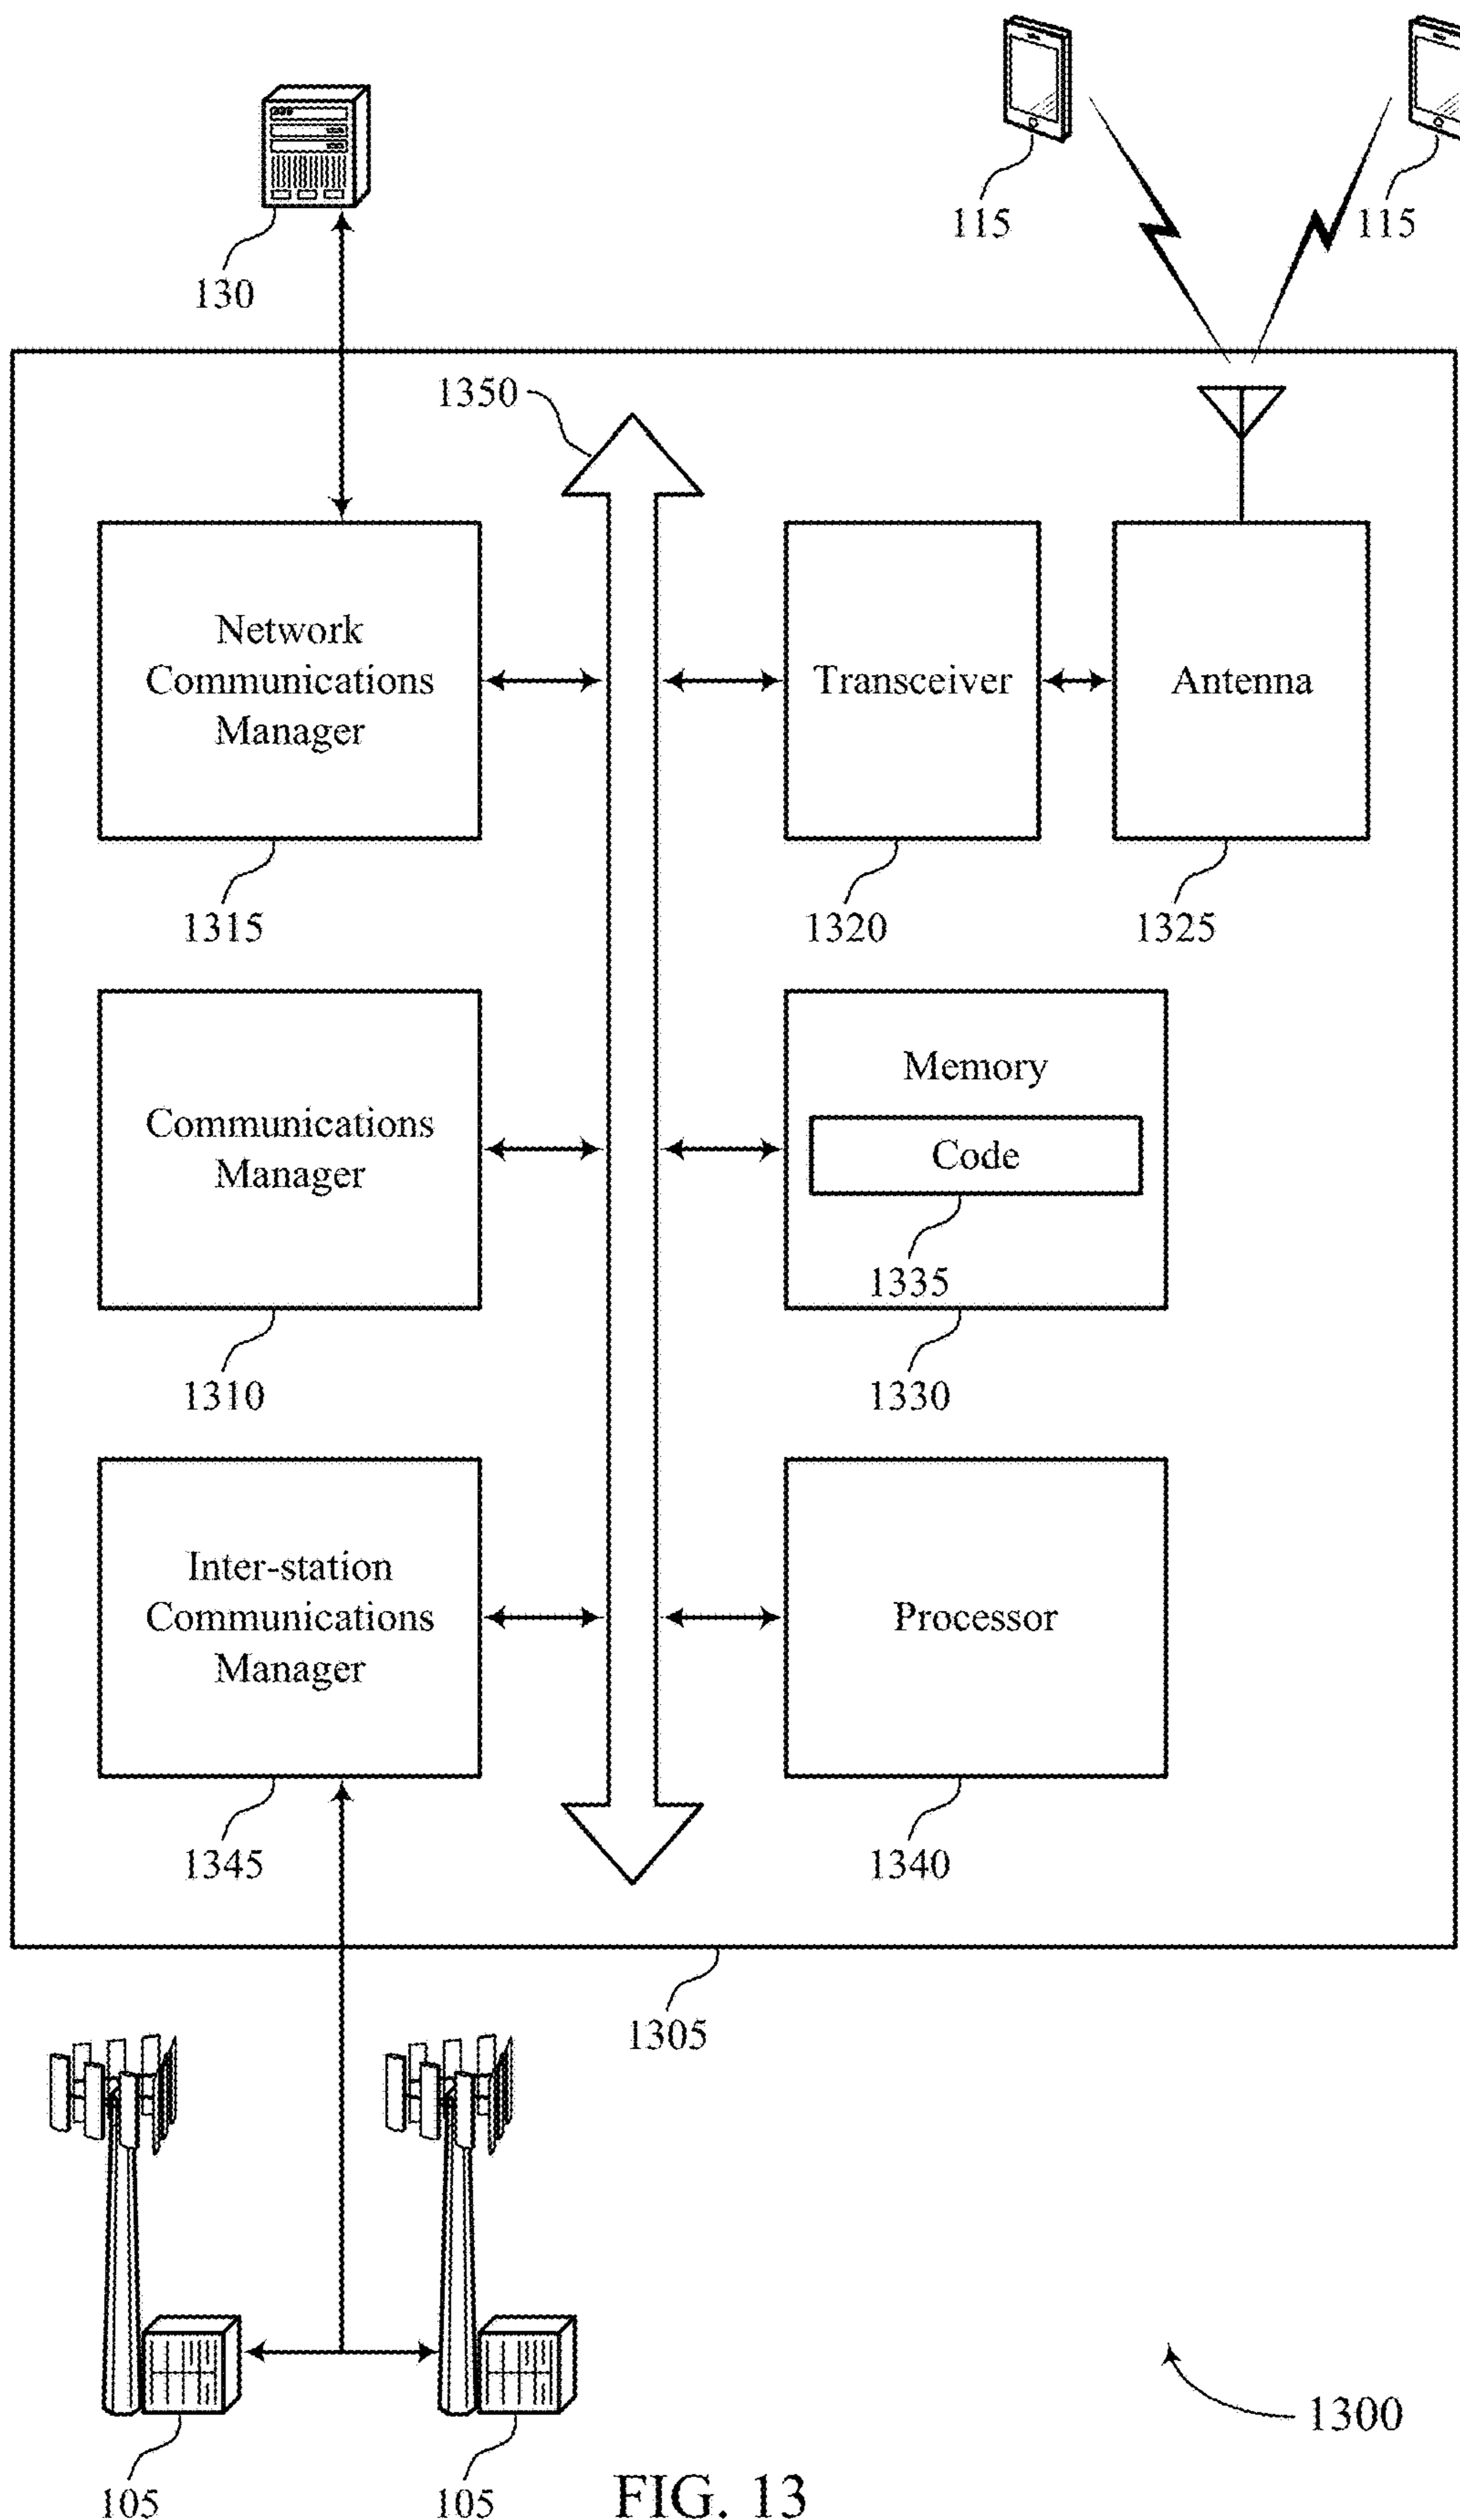 115
115
130
1350
Network
Communications
Manager
Transceiver
Antenna
1315
1320
1325
Communications
Manager
Memory
Code
1335
1310
1330
Inter-station
Communications
Manager
Processor
1345
1340
1305
1300
105
105
FIG. 13